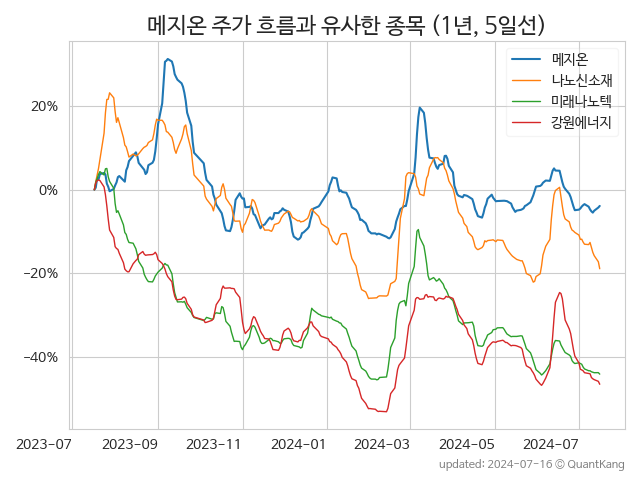 메지온 주가 흐름과 유사한 종목 (1년, 5일선)
메지온
나노신소재
미래나노텍
강원에너지
20%
0%
−20%
−40%
2023-07 2023-09 2023-11 2024-01 2024-03 2024-05 2024-07
updated: 2024-07-16 © QuantKang